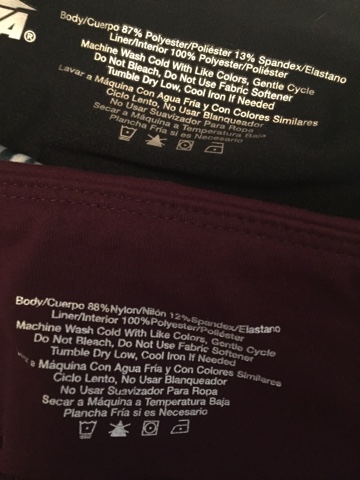 ®
Body/Cuerpo 87% Polyester/Poliéster 13% Spandex/Elastano
Liner/Interior 100% Polyester/Poliéster
Machine Wash Cold With Like Colors, Gentle Cycle
Do Not Bleach, Do Not Use Fabric Softener
Tumble Dry Low, Cool Iron If Needed
Lavar a Máquina Con Agua Fria y Con Colores Similares
Ciclo Lento, No Usar Blanqueador
No Usar Suavizador Para Ropa
Secar a Máquina a Temperatura Baja
Plancha Fría si es Necesario
Body/Cuerpo 88%Nylon/Nilón 12%Spandex/Elastano
Liner/Interior 100%Polyester/Poliéster
Machine Wash Cold With Like Colors, Gentle Cycle
Do Not Bleach, Do Not Use Fabric Softener
Tumble Dry Low, Cool Iron If Needed
a Máquina Con Agua Fria y Con Colores Similares
Ciclo Lento, No Usar Blanqueador
No Usar Suavizador Para Ropa
Secar a Máquina a Temperatura Baja
Plancha Fría si es Necesario